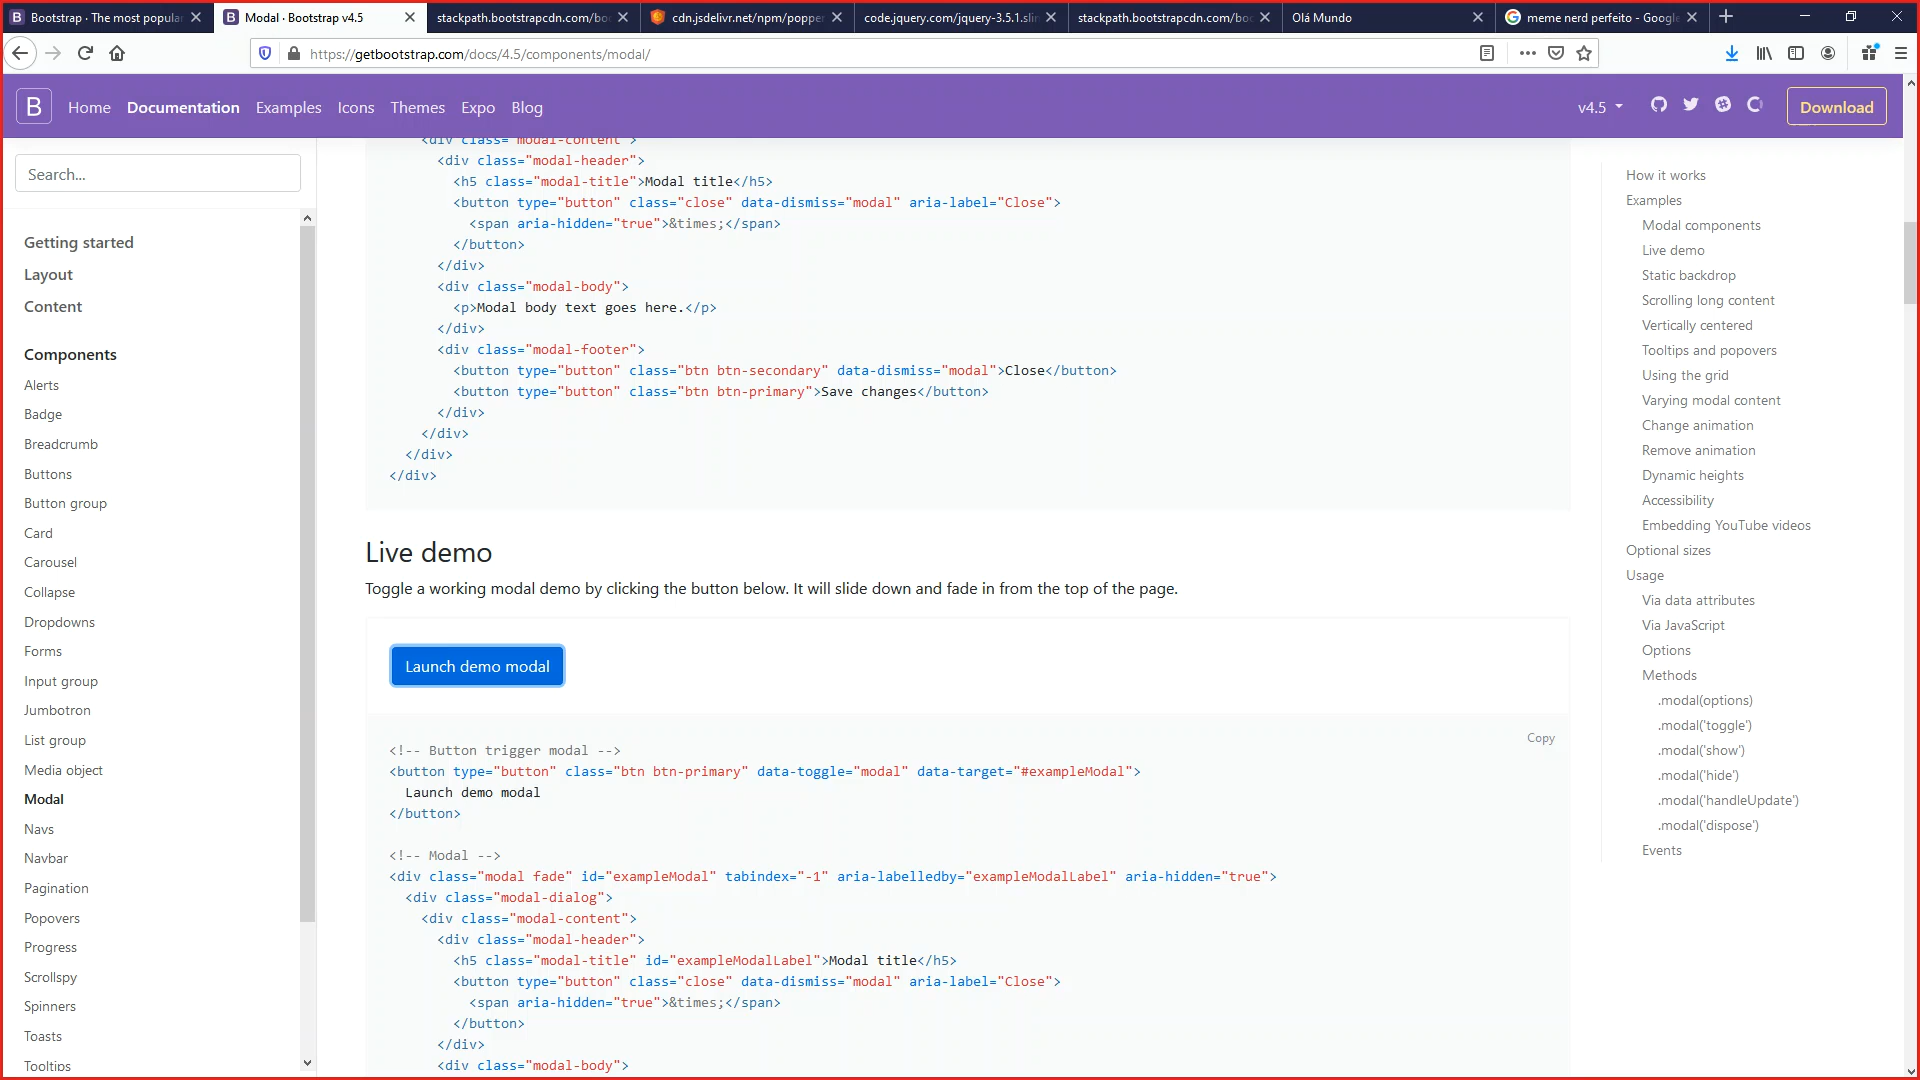 Bootstrap · The most popula
Modal · Bootstrap v4.5
stackpath.bootstrapcdn.com/boo
cdn.jsdelivr.net/npm/popper
code.jquery.com/jquery-3.5.1.sli
stackpath.bootstrapcdn.com/boo
Olá Mundo
meme nerd perfeito - Google
https://getbootstrap.com/docs/4.5/components/modal/
B
Home
Documentation
Examples
Icons
Themes
Expo
Blog
v4.5
Download
Search...
Getting started
Layout
Content
Components
Alerts
Badge
Breadcrumb
Buttons
Button group
Card
Carousel
Collapse
Dropdowns
Forms
Input group
Jumbotron
List group
Media object
Modal
Navs
Navbar
Pagination
Popovers
Progress
Scrollspy
Spinners
Toasts
Tooltips
<div class="modal-content">
<div class="modal-header">
<h5 class="modal-title">Modal title</h5>
<button type="button" class="close" data-dismiss="modal" aria-label="Close">
<span aria-hidden="true">&times;</span>
</button>
</div>
<div class="modal-body">
<p>Modal body text goes here.</p>
</div>
<div class="modal-footer">
<button type="button" class="btn btn-secondary" data-dismiss="modal">Close</button>
<button type="button" class="btn btn-primary">Save changes</button>
</div>
</div>
</div>
</div>
Live demo
Toggle a working modal demo by clicking the button below. It will slide down and fade in from the top of the page.
Launch demo modal
Copy
<!-- Button trigger modal -->
<button type="button" class="btn btn-primary" data-toggle="modal" data-target="#exampleModal">
Launch demo modal
</button>
<!-- Modal -->
<div class="modal fade" id="exampleModal" tabindex="-1" aria-labelledby="exampleModalLabel" aria-hidden="true">
<div class="modal-dialog">
<div class="modal-content">
<div class="modal-header">
<h5 class="modal-title" id="exampleModalLabel">Modal title</h5>
<button type="button" class="close" data-dismiss="modal" aria-label="Close">
<span aria-hidden="true">&times;</span>
</button>
</div>
<div class="modal-body">
How it works
Examples
Modal components
Live demo
Static backdrop
Scrolling long content
Vertically centered
Tooltips and popovers
Using the grid
Varying modal content
Change animation
Remove animation
Dynamic heights
Accessibility
Embedding YouTube videos
Optional sizes
Usage
Via data attributes
Via JavaScript
Options
Methods
.modal(options)
.modal('toggle')
.modal('show')
.modal('hide')
.modal('handleUpdate')
.modal('dispose')
Events